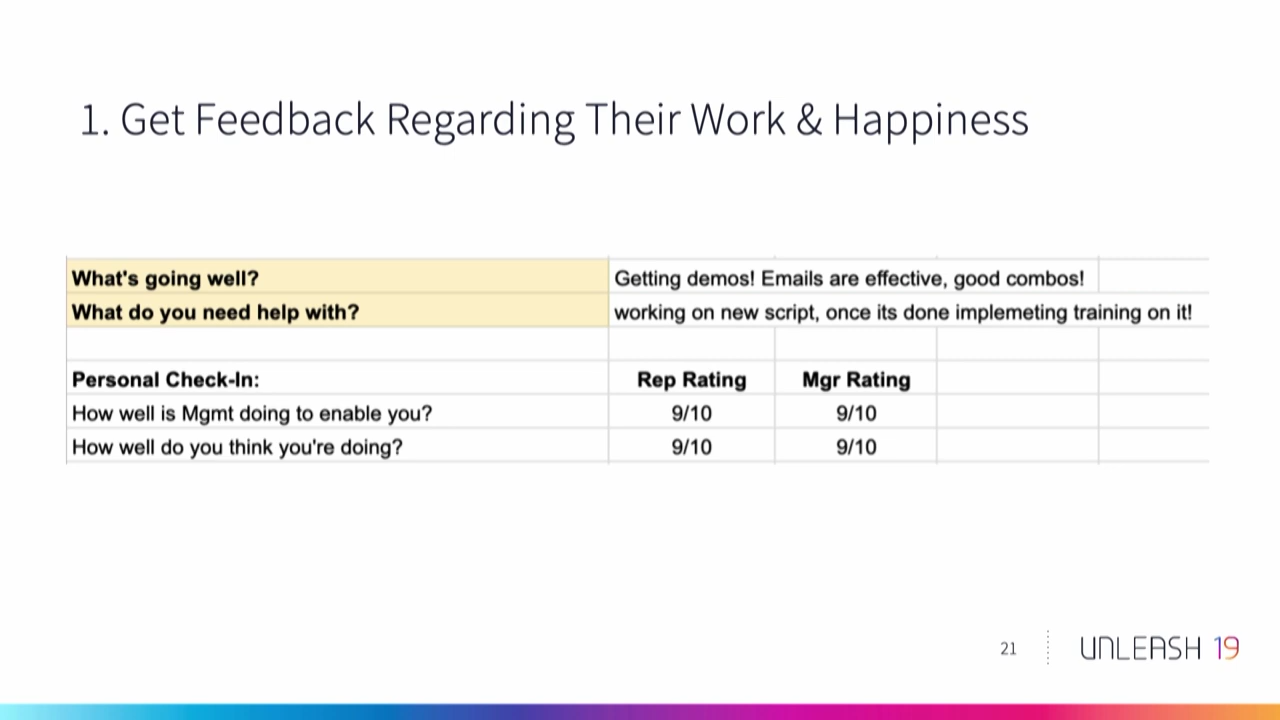 1. Get Feedback Regarding Their Work & Happiness
What's going well? Getting demos! Emails are effective, good combos!
What do you need help with? working on new script, once its done implemeting training on it!
Personal Check-In: Rep Rating Mgr Rating
How well is Mgmt doing to enable you? 9/10 9/10
How well do you think you're doing? 9/10 9/10
21 UNLEASH 19